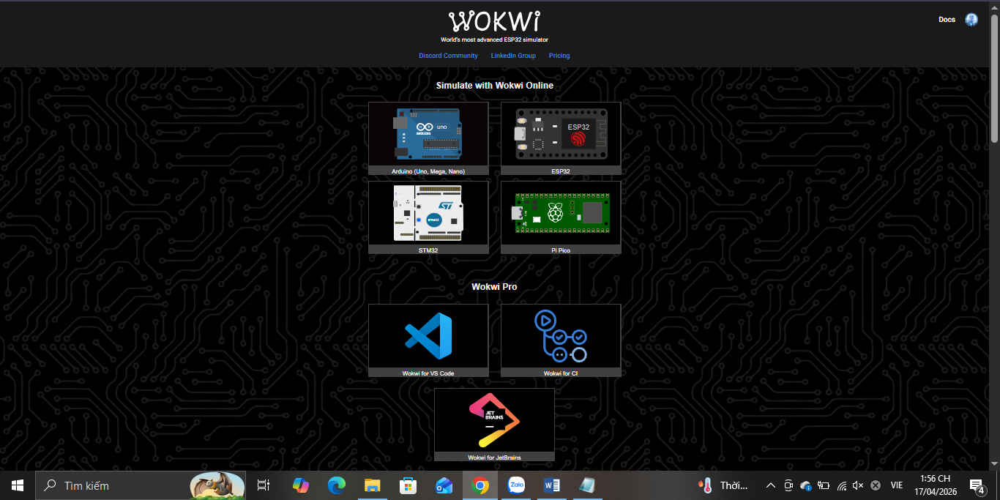 WOKWi
Docs
World's most advanced ESP32 simulator
Discord Community LinkedIn Group Pricing
Simulate with Wokwi Online
UNO
ARDUINO
ESP32
Arduino (Uno, Mega, Nano)
ESP32
STM32
STM32
Pi Pico
Wokwi Pro
Wokwi for VS Code
Wokwi for CI
JET
BRAINS
Wokwi for JetBrains
Tìm kiếm
Zalo
W
Thời...
VIE
1:56 CH
17/04/2026
4